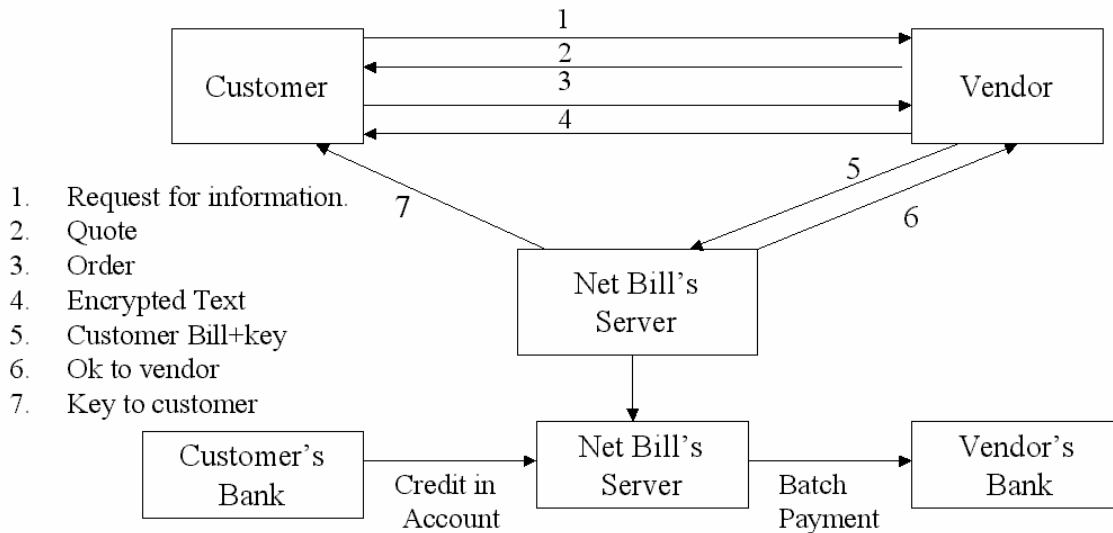 1
Customer
2
Vendor
3
4
5
6
7
1. Request for information.
2. Quote
3. Order
4. Encrypted Text
5. Customer Bill+key
6. Ok to vendor
7. Key to customer
Net Bill's
Server
Customer's
Bank
Credit in
Account
Net Bill's
Server
Batch
Payment
Vendor's
Bank